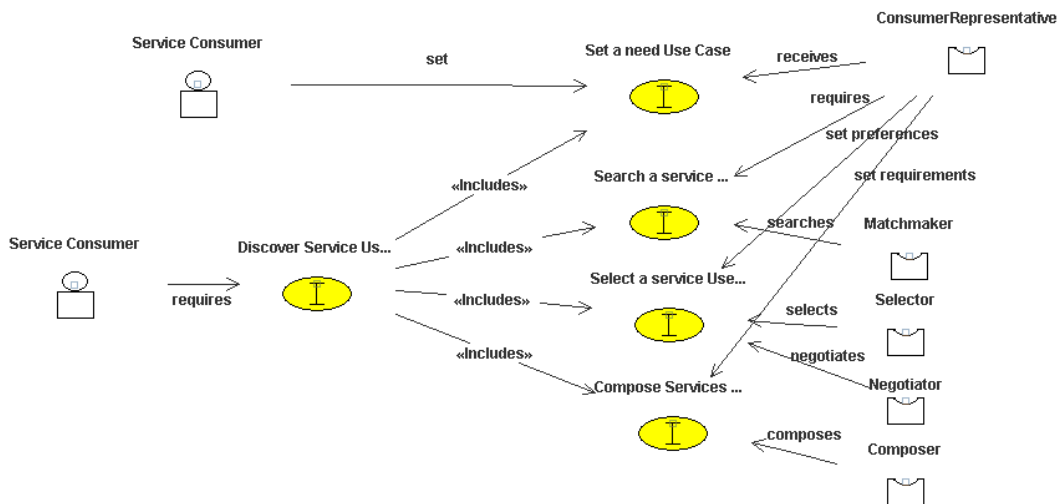 ConsumerRepresentative
Service Consumer
Set a need Use Case
set
receives
requires
set preferences
«Includes»
Search a service ...
set requirements
searches
Matchmaker
Service Consumer
Discover Service Us...
«Includes»
Select a service Use...
requires
«Includes»
selects
Selector
«Includes»
negotiates
Compose Services ...
Negotiator
composes
Composer